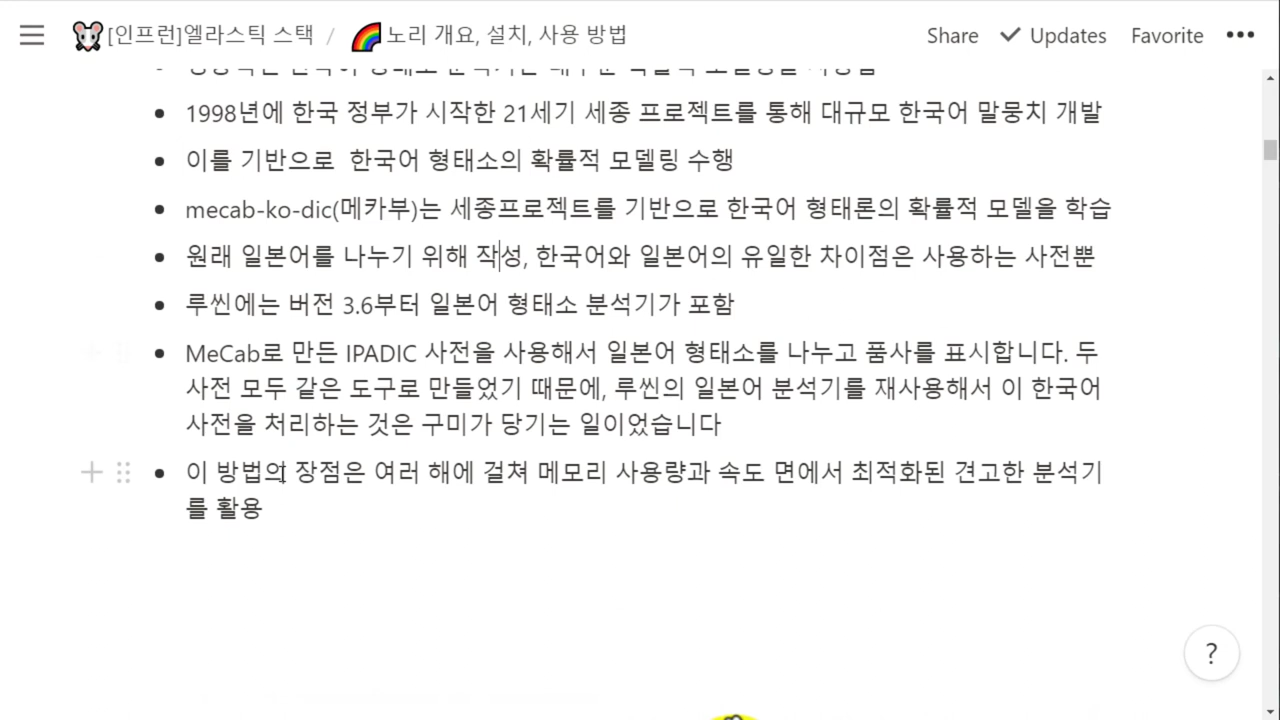 [인프런]엘라스틱 스택 / 노리 개요, 설치, 사용 방법
Share Updates Favorite
1998년에 한국 정부가 시작한 21세기 세종 프로젝트를 통해 대규모 한국어 말뭉치 개발
이를 기반으로 한국어 형태소의 확률적 모델링 수행
mecab-ko-dic(메카부)는 세종프로젝트를 기반으로 한국어 형태론의 확률적 모델을 학습
원래 일본어를 나누기 위해 작성, 한국어와 일본어의 유일한 차이점은 사용하는 사전뿐
루씬에는 버전 3.6부터 일본어 형태소 분석기가 포함
MeCab로 만든 IPADIC 사전을 사용해서 일본어 형태소를 나누고 품사를 표시합니다. 두
사전 모두 같은 도구로 만들었기 때문에, 루씬의 일본어 분석기를 재사용해서 이 한국어
사전을 처리하는 것은 구미가 당기는 일이었습니다
이 방법의 장점은 여러 해에 걸쳐 메모리 사용량과 속도 면에서 최적화된 견고한 분석기
를 활용
?